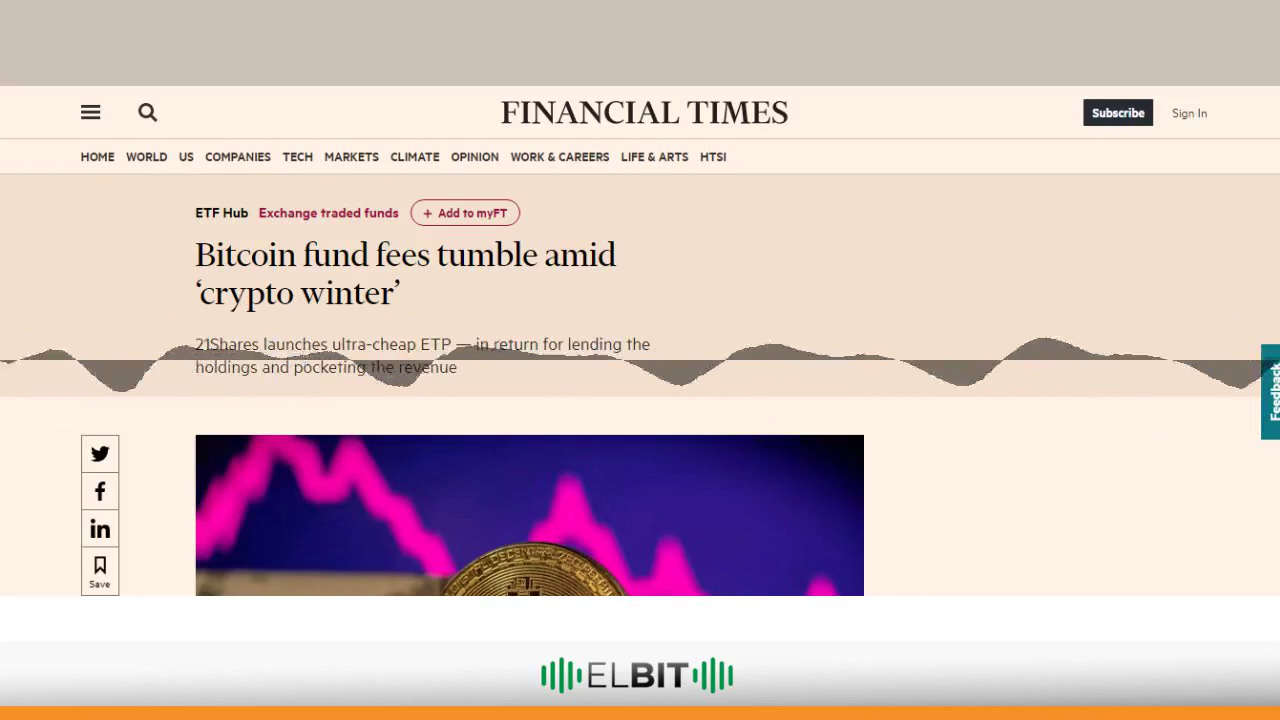 FINANCIAL TIMES
Subscribe
Sign In
HOME WORLD US COMPANIES TECH MARKETS CLIMATE OPINION WORK & CAREERS LIFE & ARTS HTSI
ETF Hub Exchange traded funds + Add to myFT
Bitcoin fund fees tumble amid
‘crypto winter’
21Shares launches ultra-cheap ETP — in return for lending the
holdings and pocketing the revenue
Feedback
Save
ELBIT